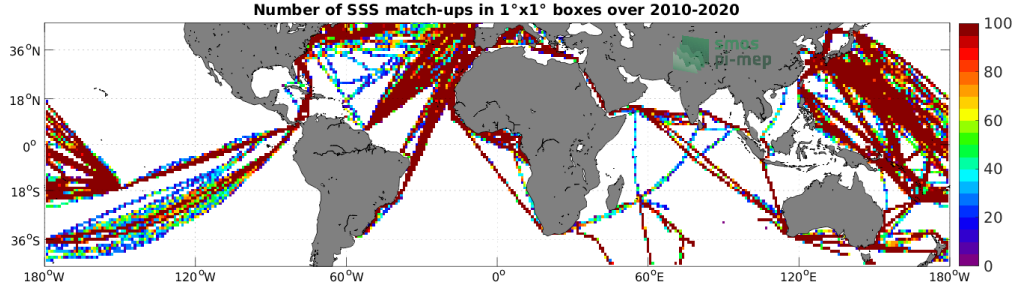 Number of SSS match-ups in 1°x1° boxes over 2010-2020
36°N
18°N
0°
18°S
36°S
180°W 120°W 60°W 0° 60°E 120°E 180°W
100
80
60
40
20
0
smos
pi-mep